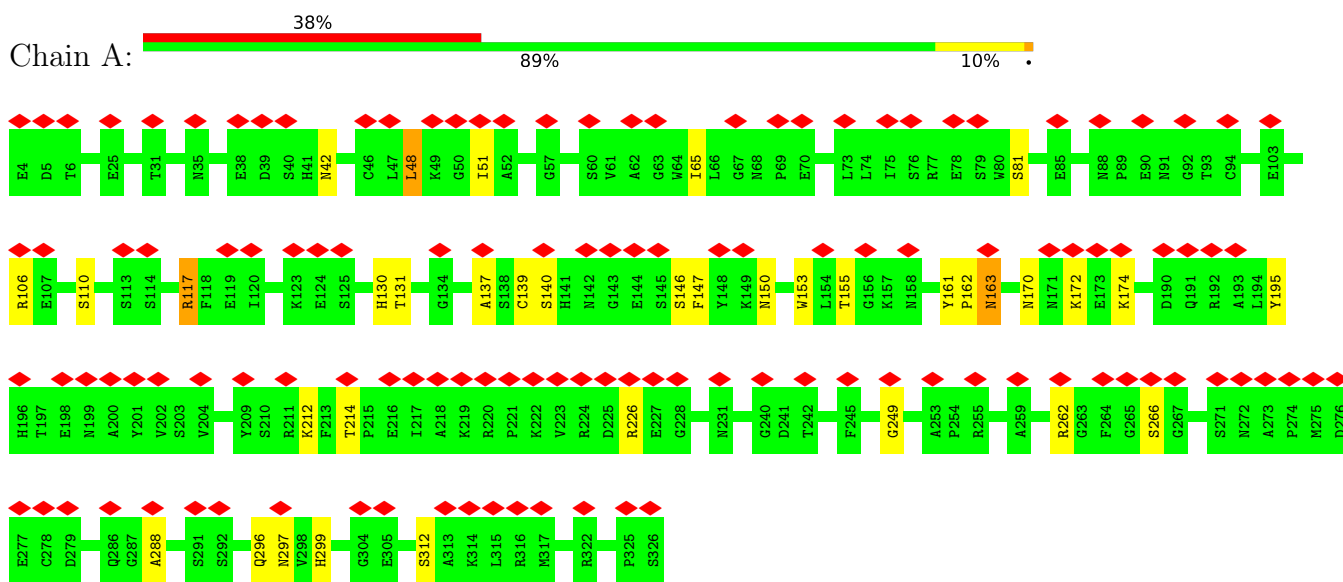 38%
Chain A:
89% 10% •
E4 D5 T6 E25 T31 N35 E38 D39 S40 H41 N42 C46 L47 L48 K49 G50 I51 A52 G57 S60 V61 A62 G63 W64 I65 L66 G67 N68 P69 E70 L73 L74 I75 S76 R77 E78 S79 W80 S81 E85 N88 P89 E90 N91 G92 T93 C94 E103
R106 E107 S110 S113 S114 R117 F118 E119 I120 K123 E124 S125 H130 T131 G134 A137 S138 C139 S140 H141 N142 G143 E144 S145 S146 F147 Y148 K149 N150 W153 L154 T155 G156 K157 N158 Y161 P162 N163 N170 N171 K172 E173 K174 D190 Q191 R192 A193 L194 Y195
H196 T197 E198 N199 A200 Y201 V202 S203 V204 Y209 S210 R211 K212 F213 T214 P215 E216 I217 A218 K219 R220 P221 K222 V223 R224 D225 R226 E227 G228 N231 G240 D241 T242 F245 G249 A253 P254 R255 A259 R262 G263 F264 G265 S266 G267 S271 N272 A273 P274 M275 D276
E277 C278 D279 Q286 G287 A288 S291 S292 Q296 N297 V298 H299 G304 E305 S312 A313 K314 L315 R316 M317 R322 P325 S326